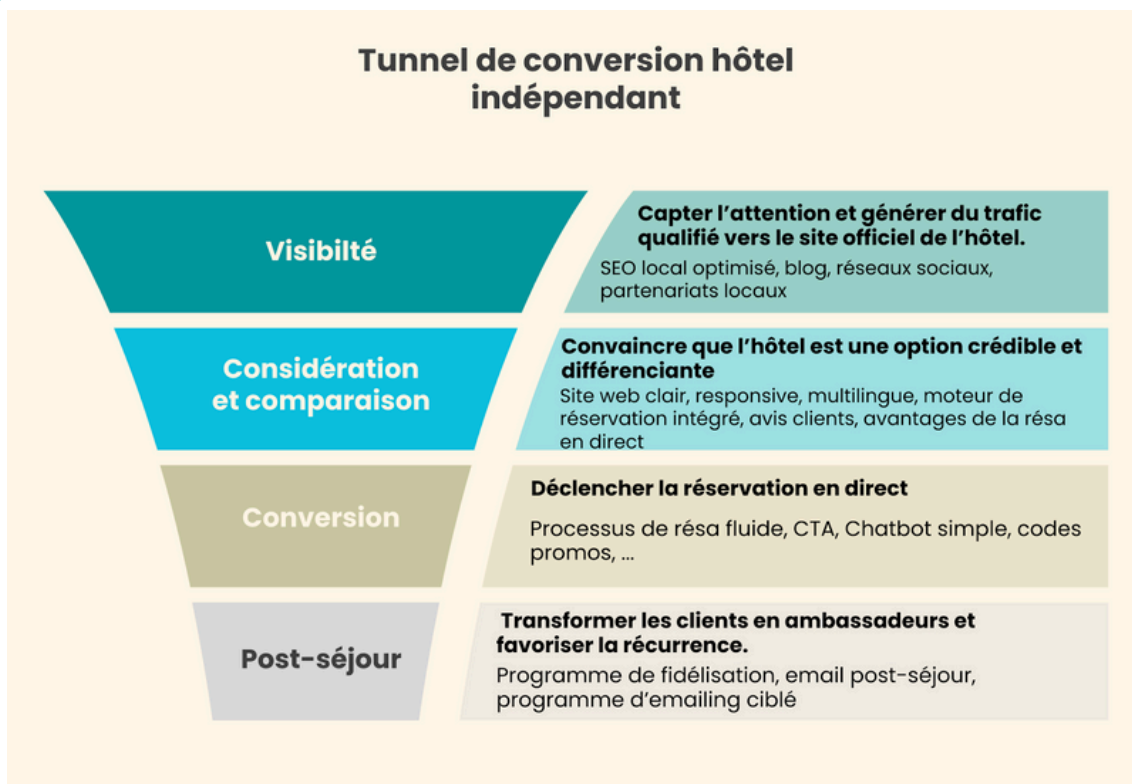 Tunnel de conversion hôtel
indépendant
Visibilté
Capter l'attention et générer du trafic
qualifié vers le site officiel de l'hôtel.
SEO local optimisé, blog, réseaux sociaux,
partenariats locaux
Considération
et comparaison
Convaincre que l'hôtel est une option crédible et
différenciante
Site web clair, responsive, multilingue, moteur de
réservation intégré, avis clients, avantages de la résa
en direct
Conversion
Déclencher la réservation en direct
Processus de résa fluide, CTA, Chatbot simple, codes
promos, ...
Post-séjour
Transformer les clients en ambassadeurs et
favoriser la récurrence.
Programme de fidélisation, email post-séjour,
programme d'emailing ciblé